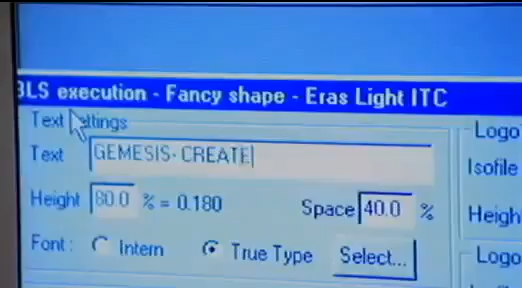 BLS execution - Fancy shape - Eras Light ITC
Text Settings
Text GEMESIS- CREATE
Height 80.0 % = 0.180 Space 40.0 %
Font: Intern True Type Select...
Logo
Isofile
Heigh
Logo